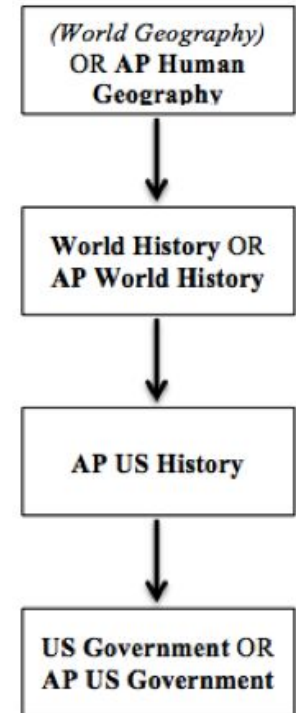 (World Geography)
OR AP Human
Geography
World History OR
AP World History
AP US History
US Government OR
AP US Government